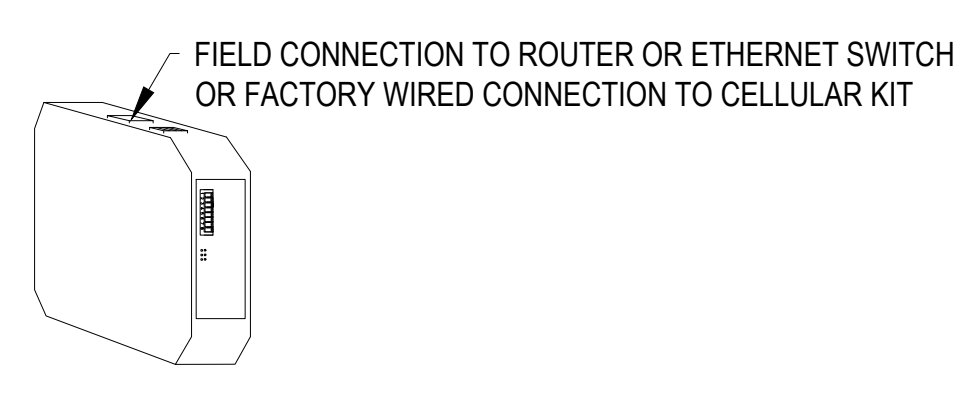 FIELD CONNECTION TO ROUTER OR ETHERNET SWITCH
OR FACTORY WIRED CONNECTION TO CELLULAR KIT